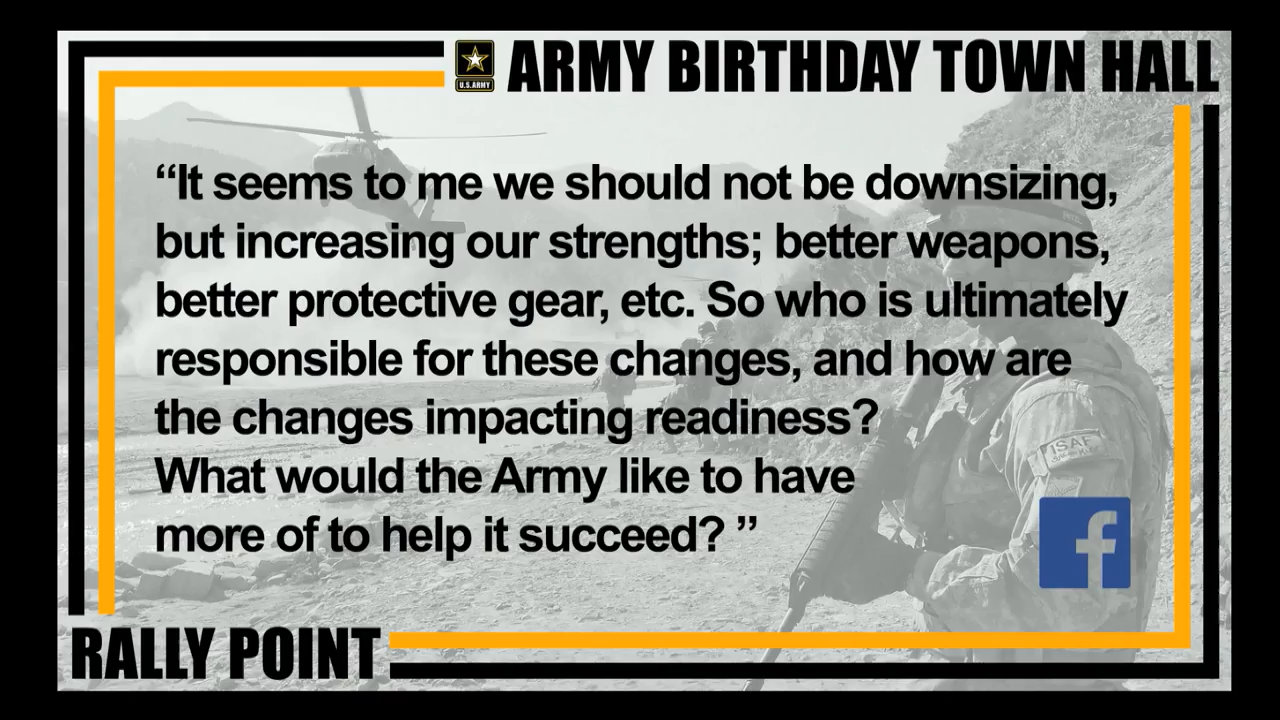 U.S.ARMY
ARMY BIRTHDAY TOWN HALL
“It seems to me we should not be downsizing,
but increasing our strengths; better weapons,
better protective gear, etc. So who is ultimately
responsible for these changes, and how are
the changes impacting readiness?
What would the Army like to have
more of to help it succeed? ”
ISAF
f
RALLY POINT